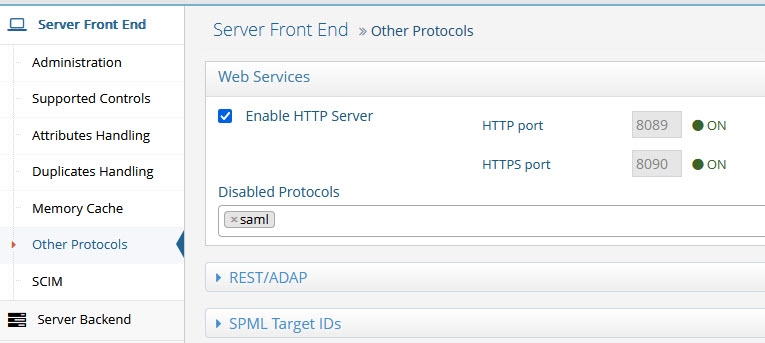 Server Front End
Administration
Supported Controls
Attributes Handling
Duplicates Handling
Memory Cache
Other Protocols
SCIM
Server Backend
Server Front End » Other Protocols
Web Services
Enable HTTP Server
HTTP port 8089 ON
HTTPS port 8090 ON
Disabled Protocols
×saml
REST/ADAP
SPML Target IDs